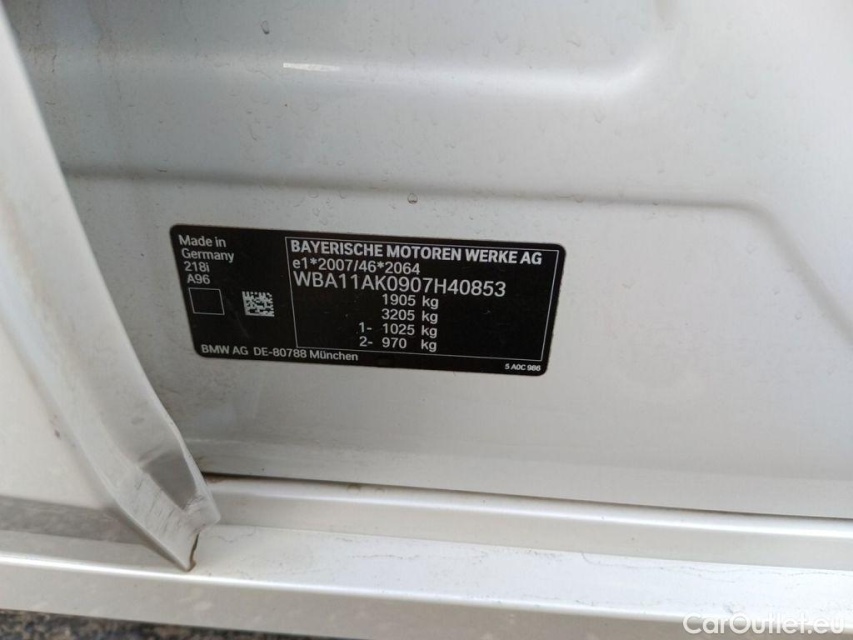 Made in
Germany
218i
A96
BAYERISCHE MOTOREN WERKE AG
e1*2007/46*2064
WBA11AK0907H40853
1905 kg
3205 kg
1- 1025 kg
2- 970 kg
BMW AG DE-80788 München
5 A0C 986
CarOutlet.eu